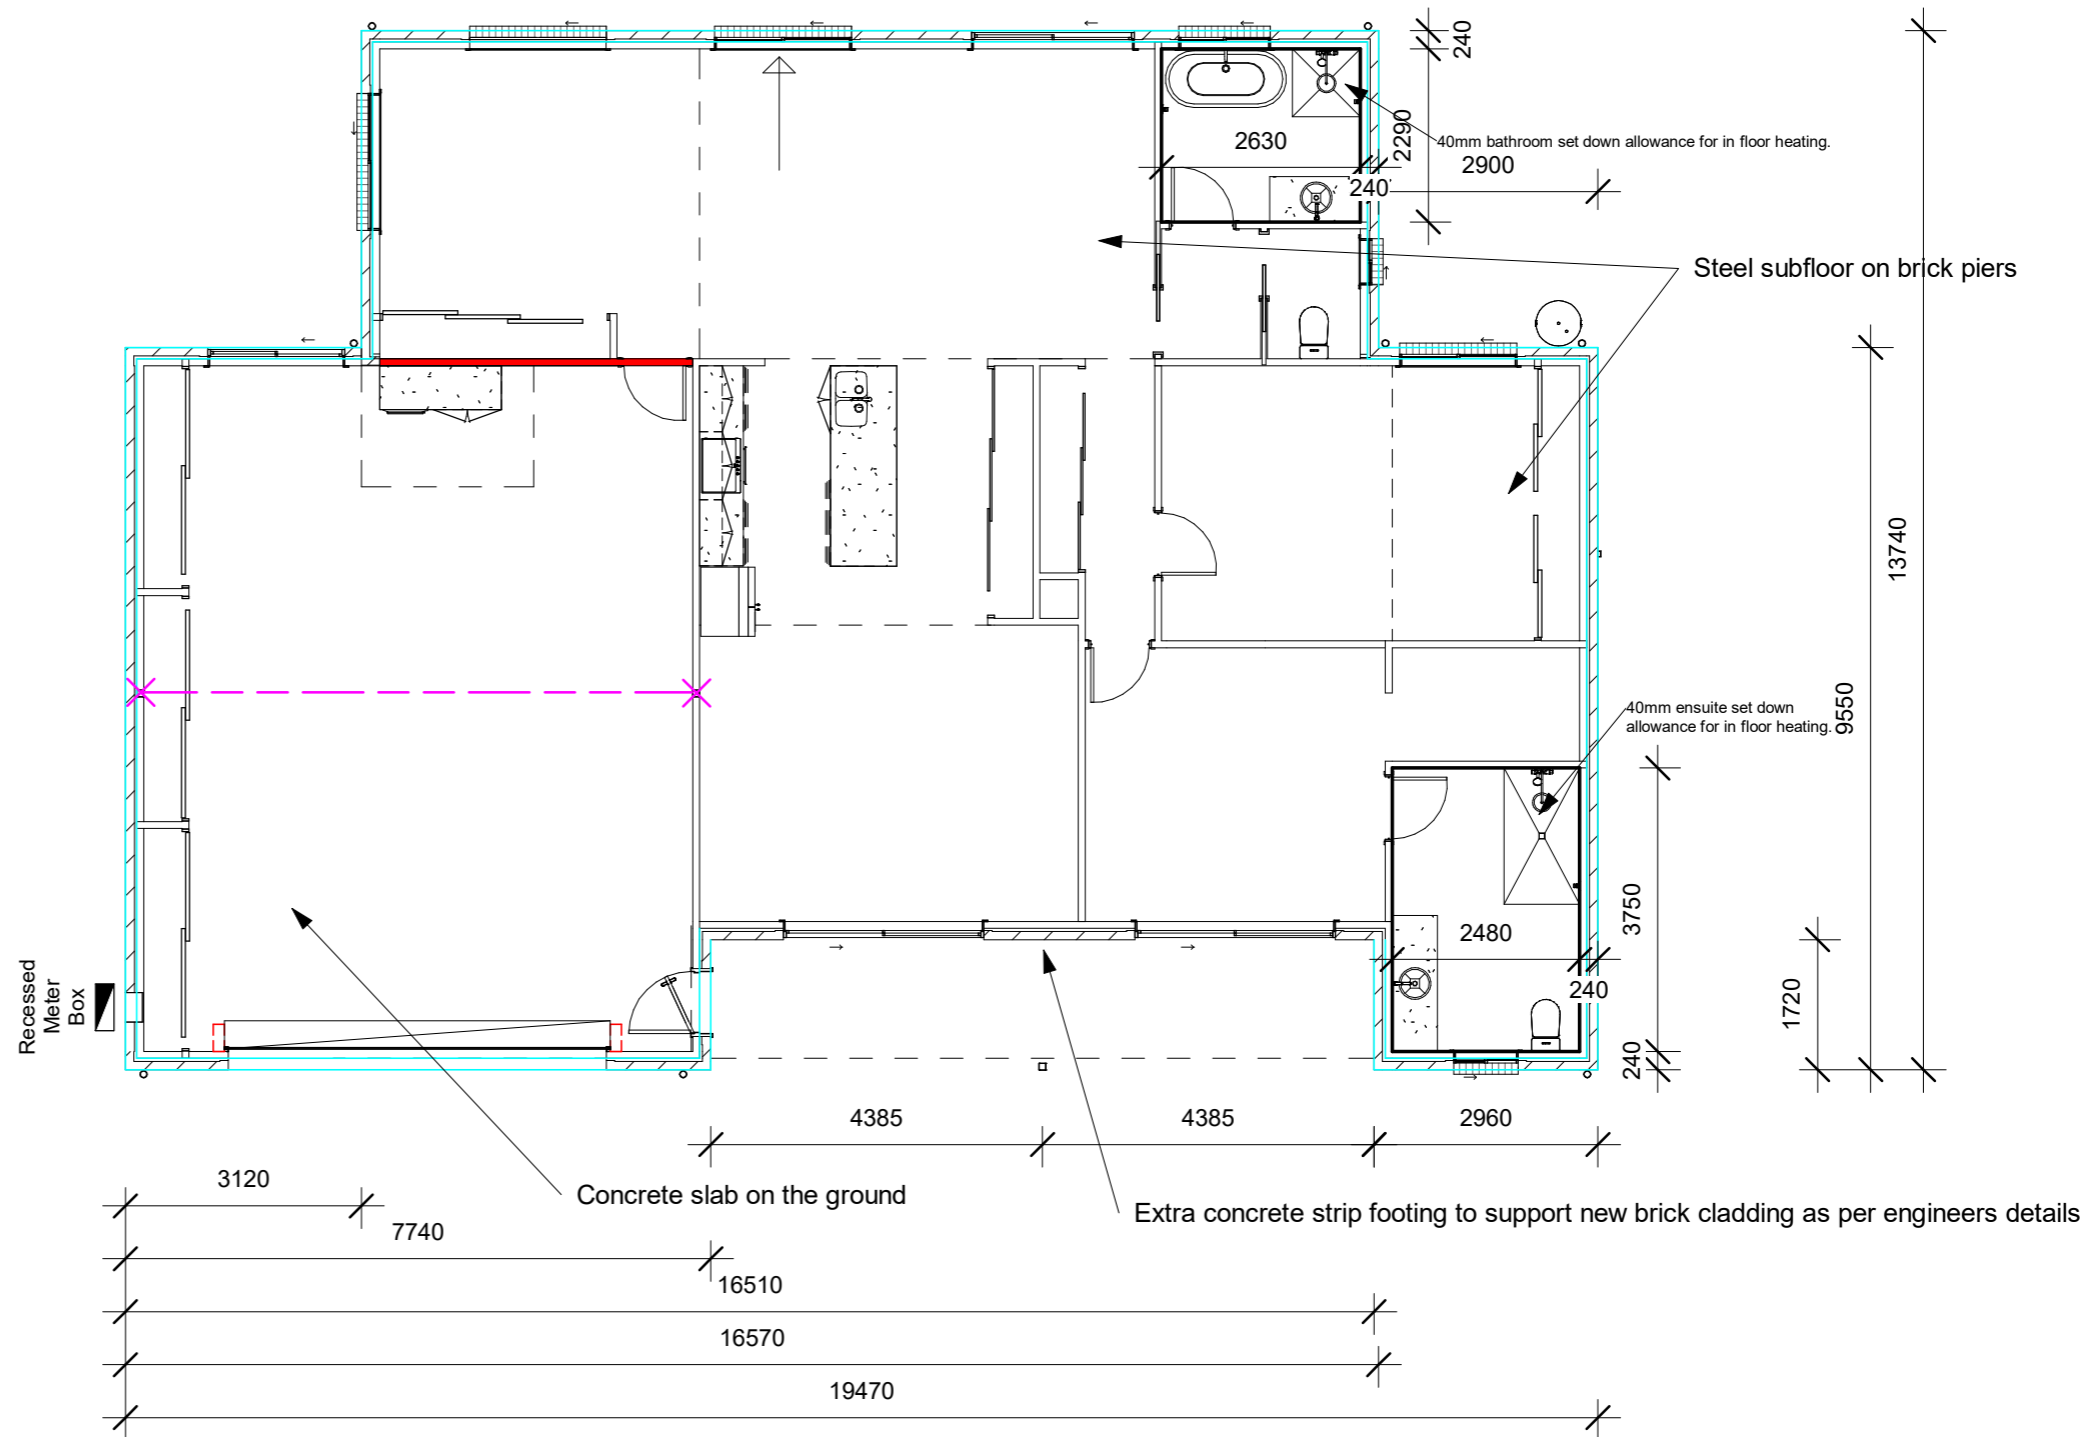 240
2290
40mm bathroom set down allowance for in floor heating.
2630
2900
240
Steel subfloor on brick piers
13740
9550
40mm ensuite set down
allowance for in floor heating.
3750
2480
240
1720
240
Recessed
Meter
Box
4385
4385
2960
3120
Concrete slab on the ground
Extra concrete strip footing to support new brick cladding as per engineers details
7740
16510
16570
19470